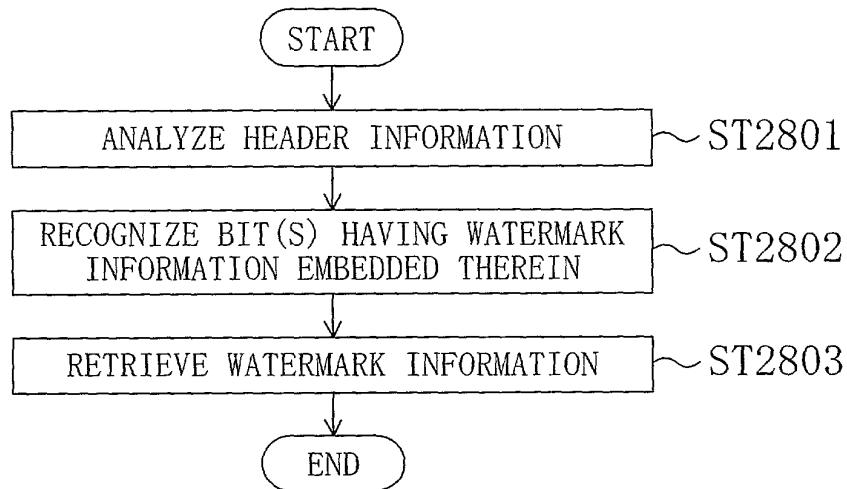 START
ANALYZE HEADER INFORMATION
ST2801
RECOGNIZE BIT(S) HAVING WATERMARK
INFORMATION EMBEDDED THEREIN
ST2802
RETRIEVE WATERMARK INFORMATION
ST2803
END